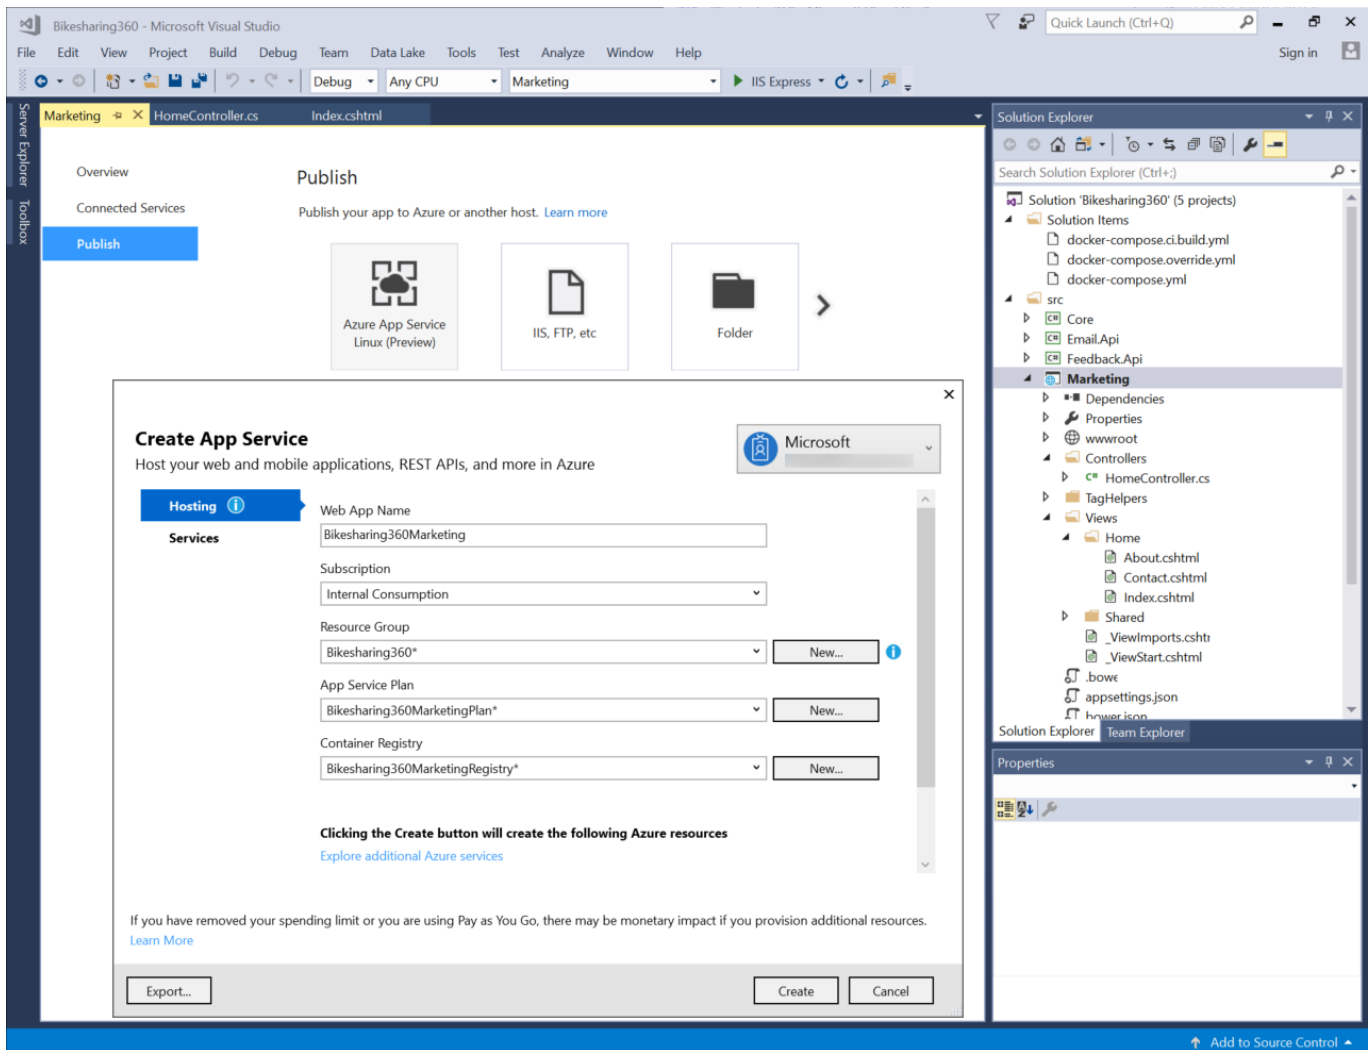 Bikesharing360 - Microsoft Visual Studio
Quick Launch (Ctrl+Q)
File Edit View Project Build Debug Team Data Lake Tools Test Analyze Window Help
Sign in
Debug Any CPU Marketing IIS Express
Server Explorer
Toolbox
Marketing HomeController.cs Index.cshtml
Overview
Connected Services
Publish
Publish
Publish your app to Azure or another host. Learn more
Azure App Service
Linux (Preview)
IIS, FTP, etc
Folder
Create App Service
Host your web and mobile applications, REST APIs, and more in Azure
Microsoft
Hosting
Services
Web App Name
Bikesharing360Marketing
Subscription
Internal Consumption
Resource Group
Bikesharing360*
New...
App Service Plan
Bikesharing360MarketingPlan*
New...
Container Registry
Bikesharing360MarketingRegistry*
New...
Clicking the Create button will create the following Azure resources
Explore additional Azure services
If you have removed your spending limit or you are using Pay as You Go, there may be monetary impact if you provision additional resources.
Learn More
Export...
Create
Cancel
Solution Explorer
Search Solution Explorer (Ctrl+;)
Solution 'Bikesharing360' (5 projects)
Solution Items
docker-compose.ci.build.yml
docker-compose.override.yml
docker-compose.yml
src
C# Core
C# Email.Api
C# Feedback.Api
Marketing
Dependencies
Properties
wwwroot
Controllers
C# HomeController.cs
TagHelpers
Views
Home
About.cshtml
Contact.cshtml
Index.cshtml
Shared
_ViewImports.csht
_ViewStart.cshtml
.bowe
appsettings.json
bower.json
Solution Explorer Team Explorer
Properties
Add to Source Control